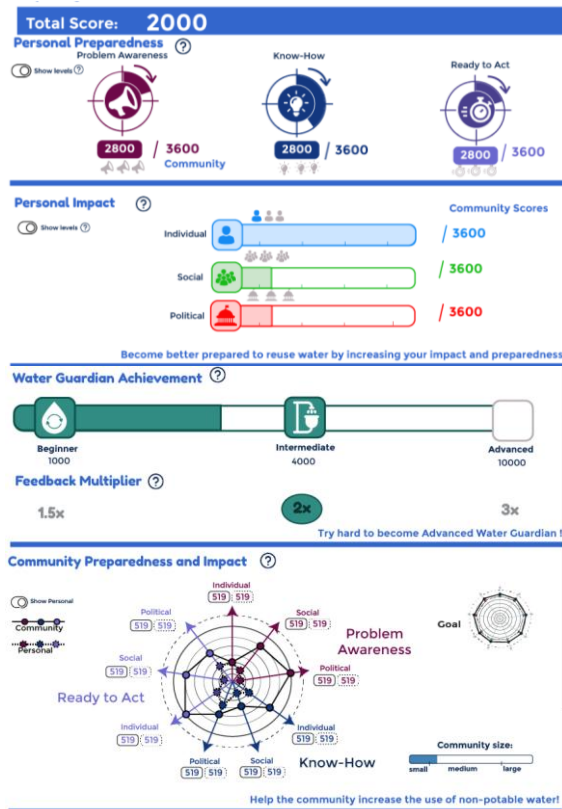 Total Score: 2000
Personal Preparedness ?
Problem Awareness
Know-How
Ready to Act
Show levels ?
2800 / 3600
2800 / 3600
2800 / 3600
Community
Personal Impact ?
Show levels ?
Community Scores
Individual
/ 3600
Social
/ 3600
Political
/ 3600
Become better prepared to reuse water by increasing your impact and preparedness
Water Guardian Achievement ?
Beginner
1000
Intermediate
4000
Advanced
10000
Feedback Multiplier ?
1.5x
2x
3x
Try hard to become Advanced Water Guardian !
Community Preparedness and Impact ?
Show Personal
Community
Personal
Individual
519 519
Political
519 519
Social
519 519
Problem
Awareness
Social
519 519
Political
519 519
Ready to Act
Individual
519 519
Individual
519 519
Political
519 519
Social
519 519
Know-How
Goal
Community size:
small medium large
Help the community increase the use of non-potable water!